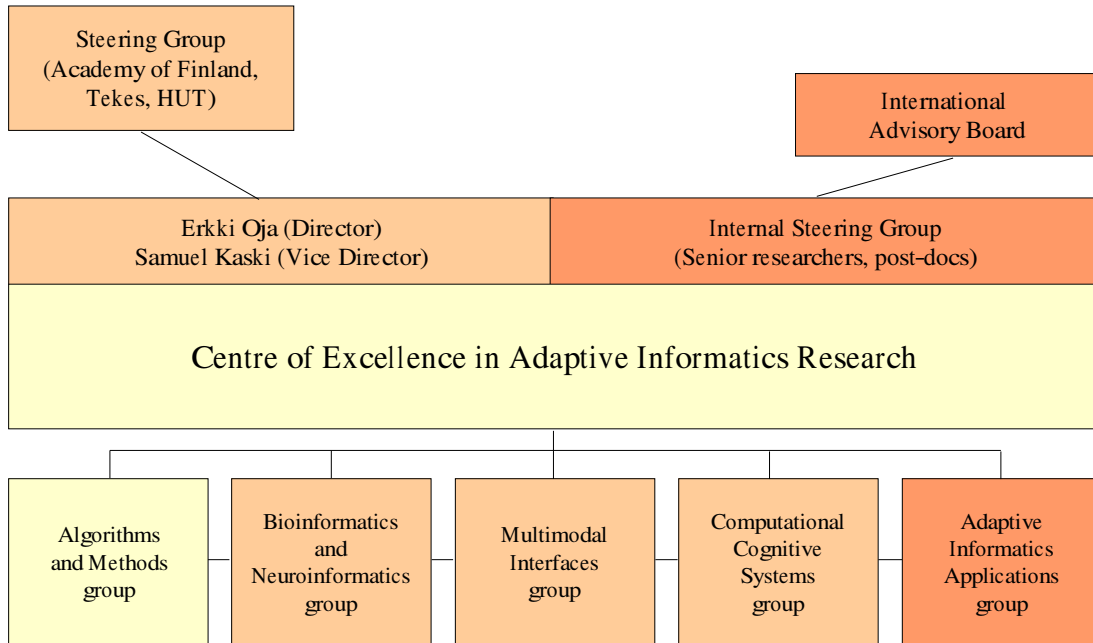 Steering Group
(Academy of Finland,
Tekes, HUT)
International
Advisory Board
Erkki Oja (Director)
Samuel Kaski (Vice Director)
Internal Steering Group
(Senior researchers, post-docs)
Centre of Excellence in Adaptive Informatics Research
Algorithms
and Methods
group
Bioinformatics
and
Neuroinformatics
group
Multimodal
Interfaces
group
Computational
Cognitive
Systems
group
Adaptive
Informatics
Applications
group